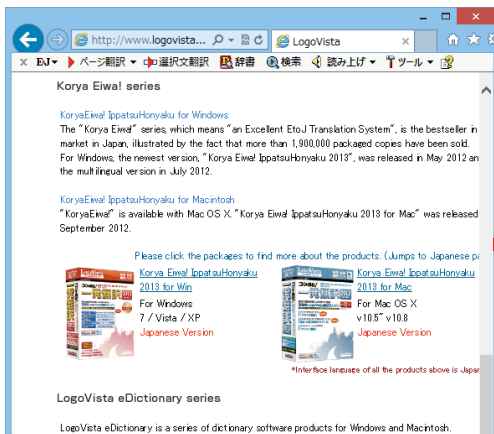 http://www.logovista...
LogoVista
EtoJ ページ翻訳 選択文翻訳 辞書 検索 読み上げ ツール
Korya Eiwa! series
KoryaEiwa! IppatsuHonyaku for Windows
The "Korya Eiwa!" series, which means "an Excellent EtoJ Translation System", is the bestseller in
market in Japan, illustrated by the fact that more than 1,900,000 packaged copies have been sold.
For Windows, the newest version, "Korya Eiwa! IppatsuHonyaku 2013", was released in May 2012 an
the multilingual version in July 2012.
KoryaEiwa! IppatsuHonyaku for Macintosh
"KoryaEiwa!" is available with Mac OS X. "Korya Eiwa! IppatsuHonyaku 2013 for Mac" was released
September 2012.
Please click the packages to find more about the products. (Jumps to Japanese pa
Korya Eiwa! IppatsuHonyaku
2013 for Win
For Windows
7 / Vista / XP
Japanese Version
Korya Eiwa! IppatsuHonyaku
2013 for Mac
For Mac OS X
v10.5~ v10.8
Japanese Version
*Interface language of all the products above is Japan
LogoVista eDictionary series
LogoVista eDictionary is a series of dictionary software products for Windows and Macintosh.